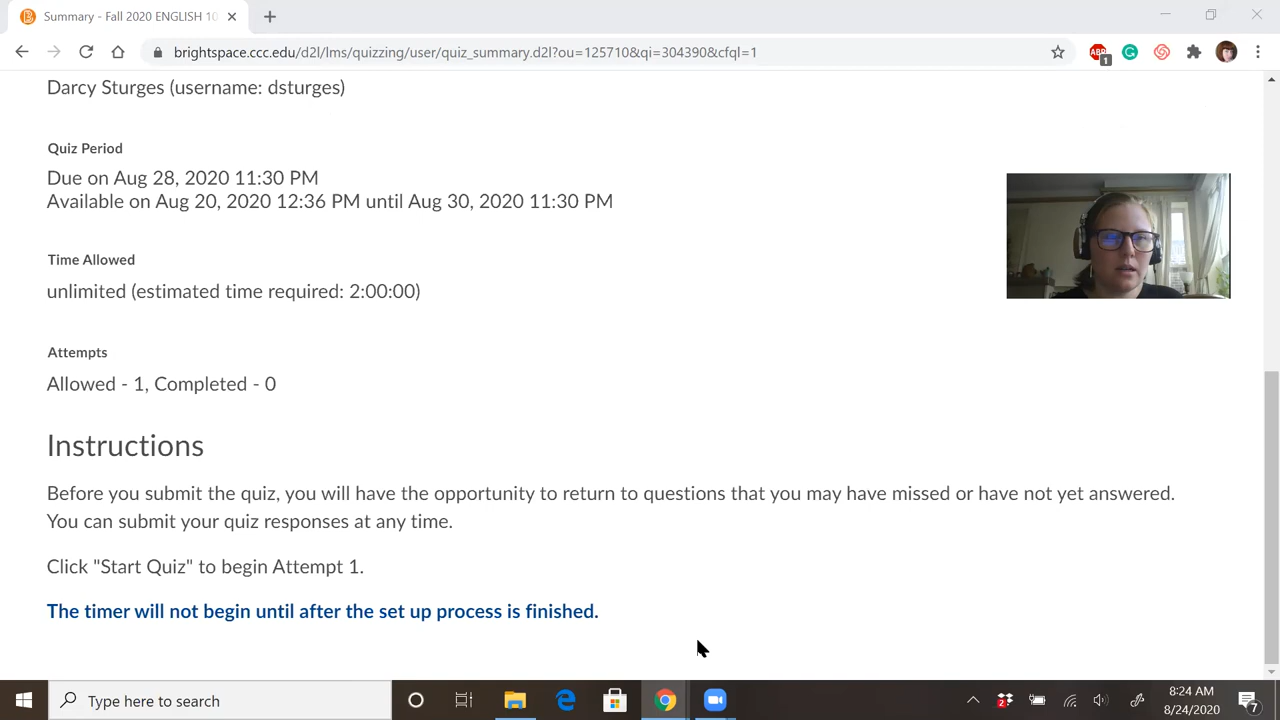 Summary - Fall 2020 ENGLISH 10
brightspace.ccc.edu/d2l/lms/quizzing/user/quiz_summary.d2l?ou=125710&qi=304390&cfql=1
ABP
1
Darcy Sturges (username: dsturges)
Quiz Period
Due on Aug 28, 2020 11:30 PM
Available on Aug 20, 2020 12:36 PM until Aug 30, 2020 11:30 PM
Time Allowed
unlimited (estimated time required: 2:00:00)
Attempts
Allowed - 1, Completed - 0
Instructions
Before you submit the quiz, you will have the opportunity to return to questions that you may have missed or have not yet answered.
You can submit your quiz responses at any time.
Click "Start Quiz" to begin Attempt 1.
The timer will not begin until after the set up process is finished.
Type here to search
2
8:24 AM
8/24/2020
7